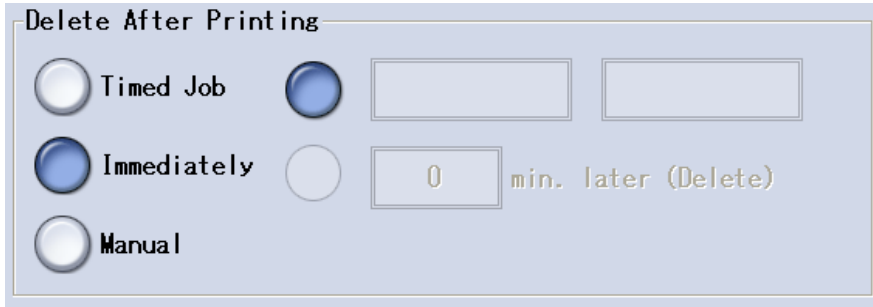 Delete After Printing
Timed Job
Immediately
0 min. later (Delete)
Manual